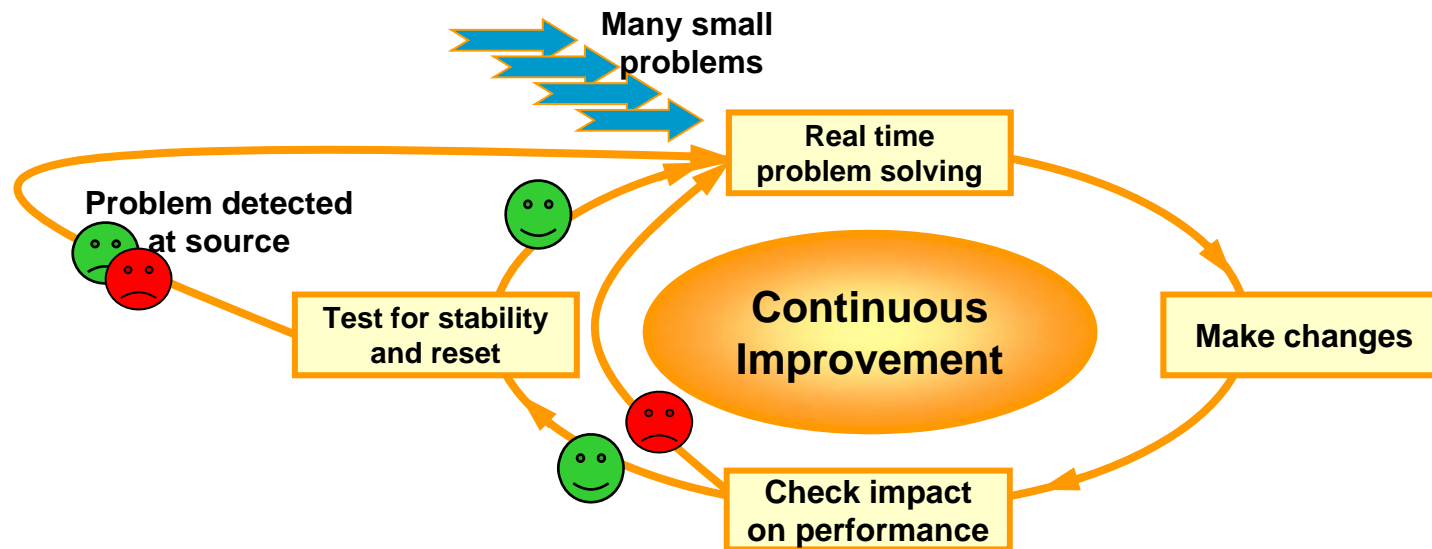 Many small
problems
Real time
problem solving
Problem detected
at source
Test for stability
and reset
Continuous
Improvement
Make changes
Check impact
on performance